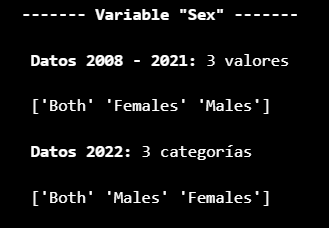 ------- Variable "Sex" -------
Datos 2008 - 2021: 3 valores
['Both' 'Females' 'Males']
Datos 2022: 3 categorías
['Both' 'Males' 'Females']